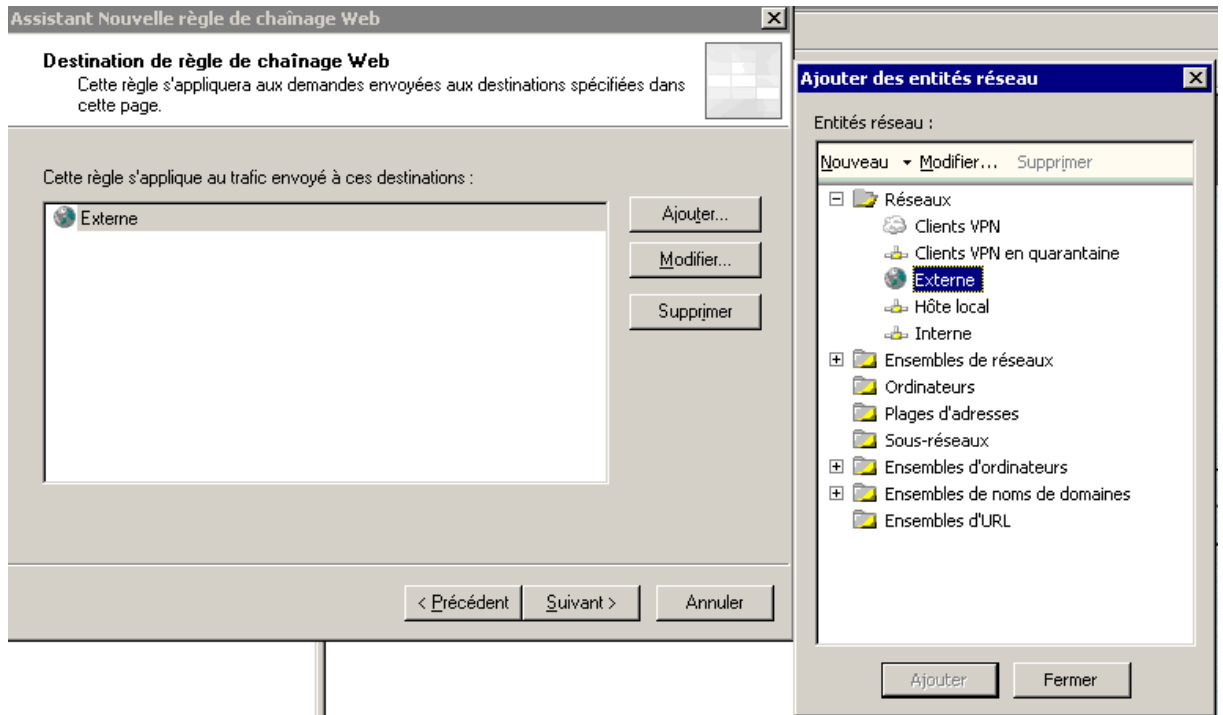 Assistant Nouvelle règle de chaînage Web
Destination de règle de chaînage Web
Cette règle s'appliquera aux demandes envoyées aux destinations spécifiées dans
cette page.
Cette règle s'applique au trafic envoyé à ces destinations :
Externe
Ajouter...
Modifier...
Supprimer
< Précédent
Suivant >
Annuler
Ajouter des entités réseau
Entités réseau :
Nouveau
Modifier...
Supprimer
Réseaux
Clients VPN
Clients VPN en quarantaine
Externe
Hôte local
Interne
Ensembles de réseaux
Ordinateurs
Plages d'adresses
Sous-réseaux
Ensembles d'ordinateurs
Ensembles de noms de domaines
Ensembles d'URL
Ajouter
Fermer